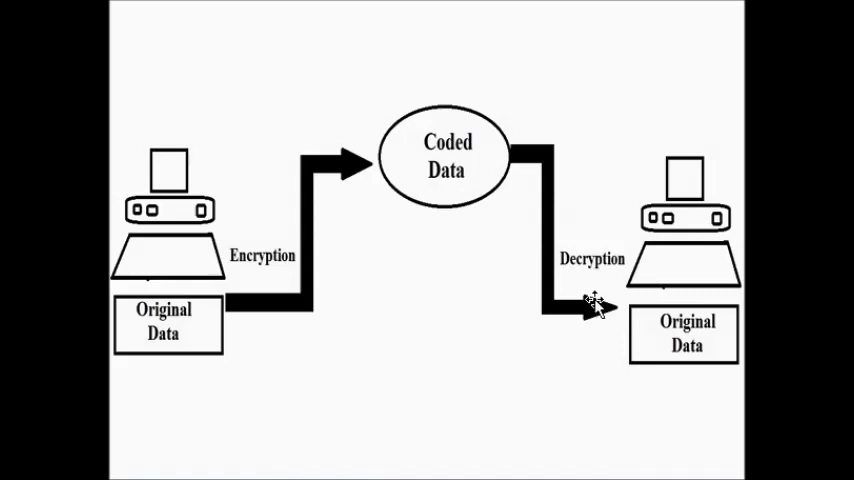 Coded
Data
Encryption
Decryption
Original
Data
Original
Data